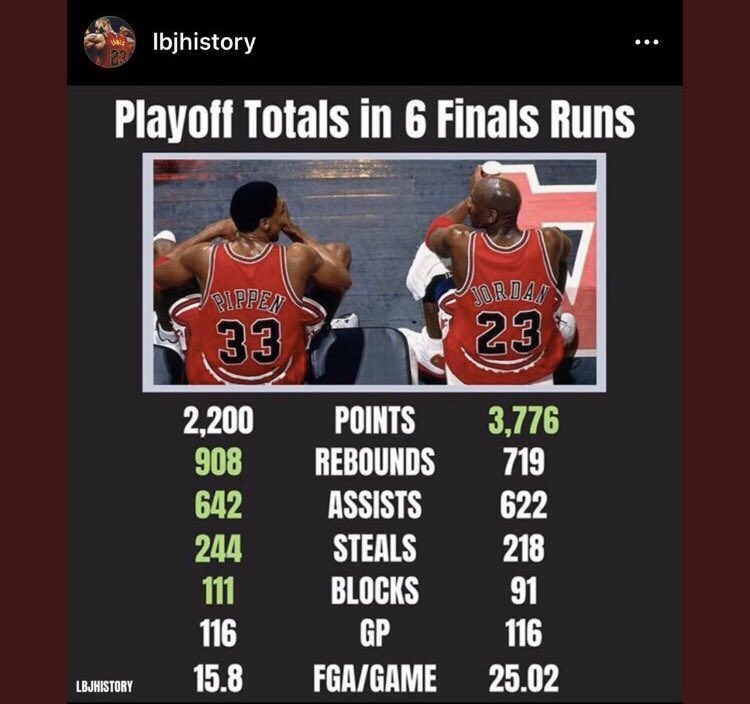 lbjhistory
Playoff Totals in 6 Finals Runs
PIPPEN JORDAN
33 23
2,200 POINTS 3,776
908 REBOUNDS 719
642 ASSISTS 622
244 STEALS 218
111 BLOCKS 91
116 GP 116
15.8 FGA/GAME 25.02
LBJHISTORY